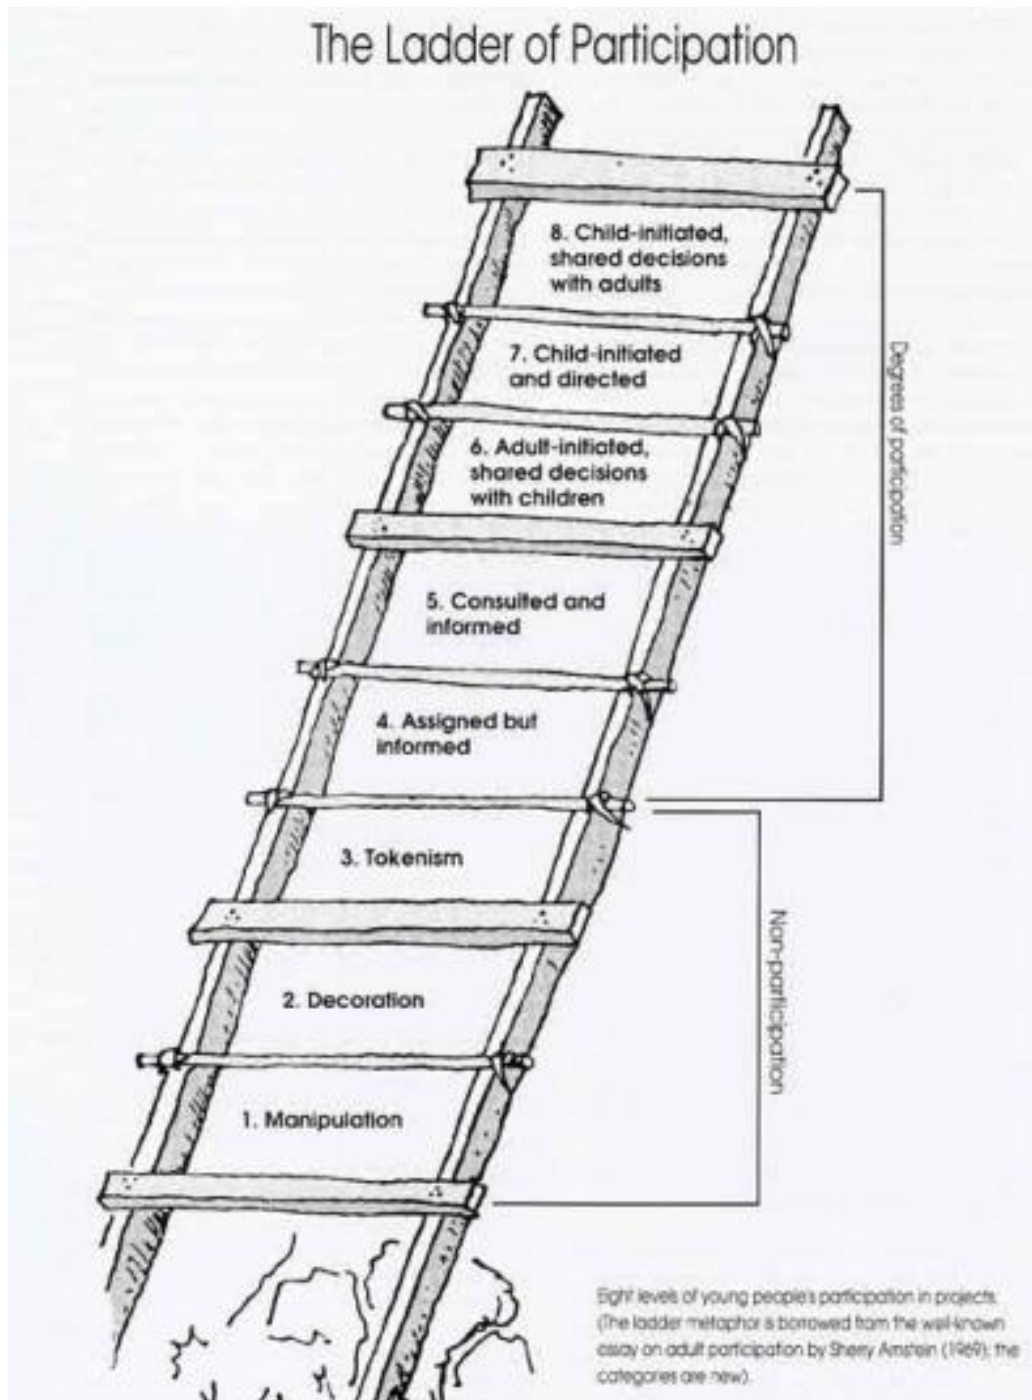 The Ladder of Participation
8. Child-initiated,
shared decisions
with adults
7. Child-initiated
and directed
6. Adult-initiated,
shared decisions
with children
5. Consulted and
informed
4. Assigned but
informed
3. Tokenism
2. Decoration
1. Manipulation
Degrees of participation
Non-participation
Eight levels of young people's participation in projects.
(The ladder metaphor is borrowed from the well-known
essay on adult participation by Sherry Arnstein (1969); the
categories are new).